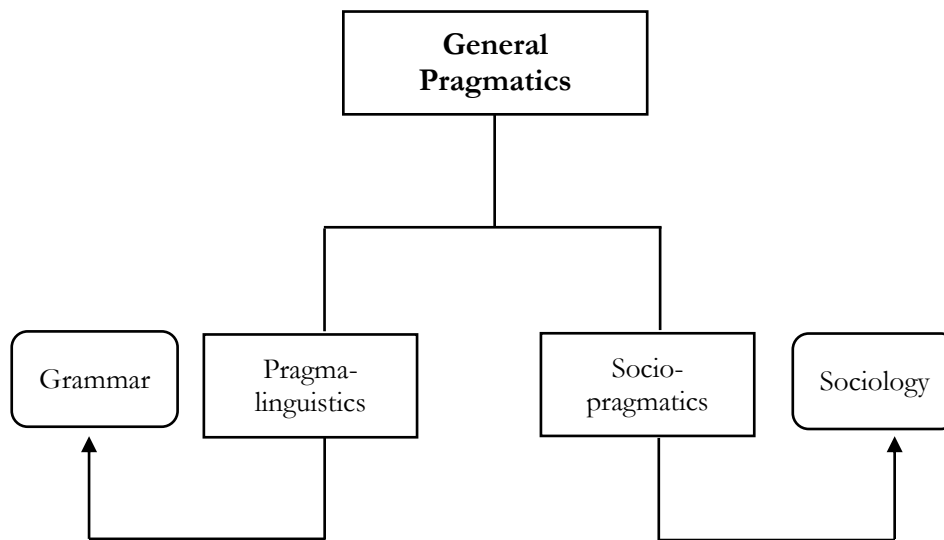 General
Pragmatics
Grammar
Pragma-
linguistics
Socio-
pragmatics
Sociology